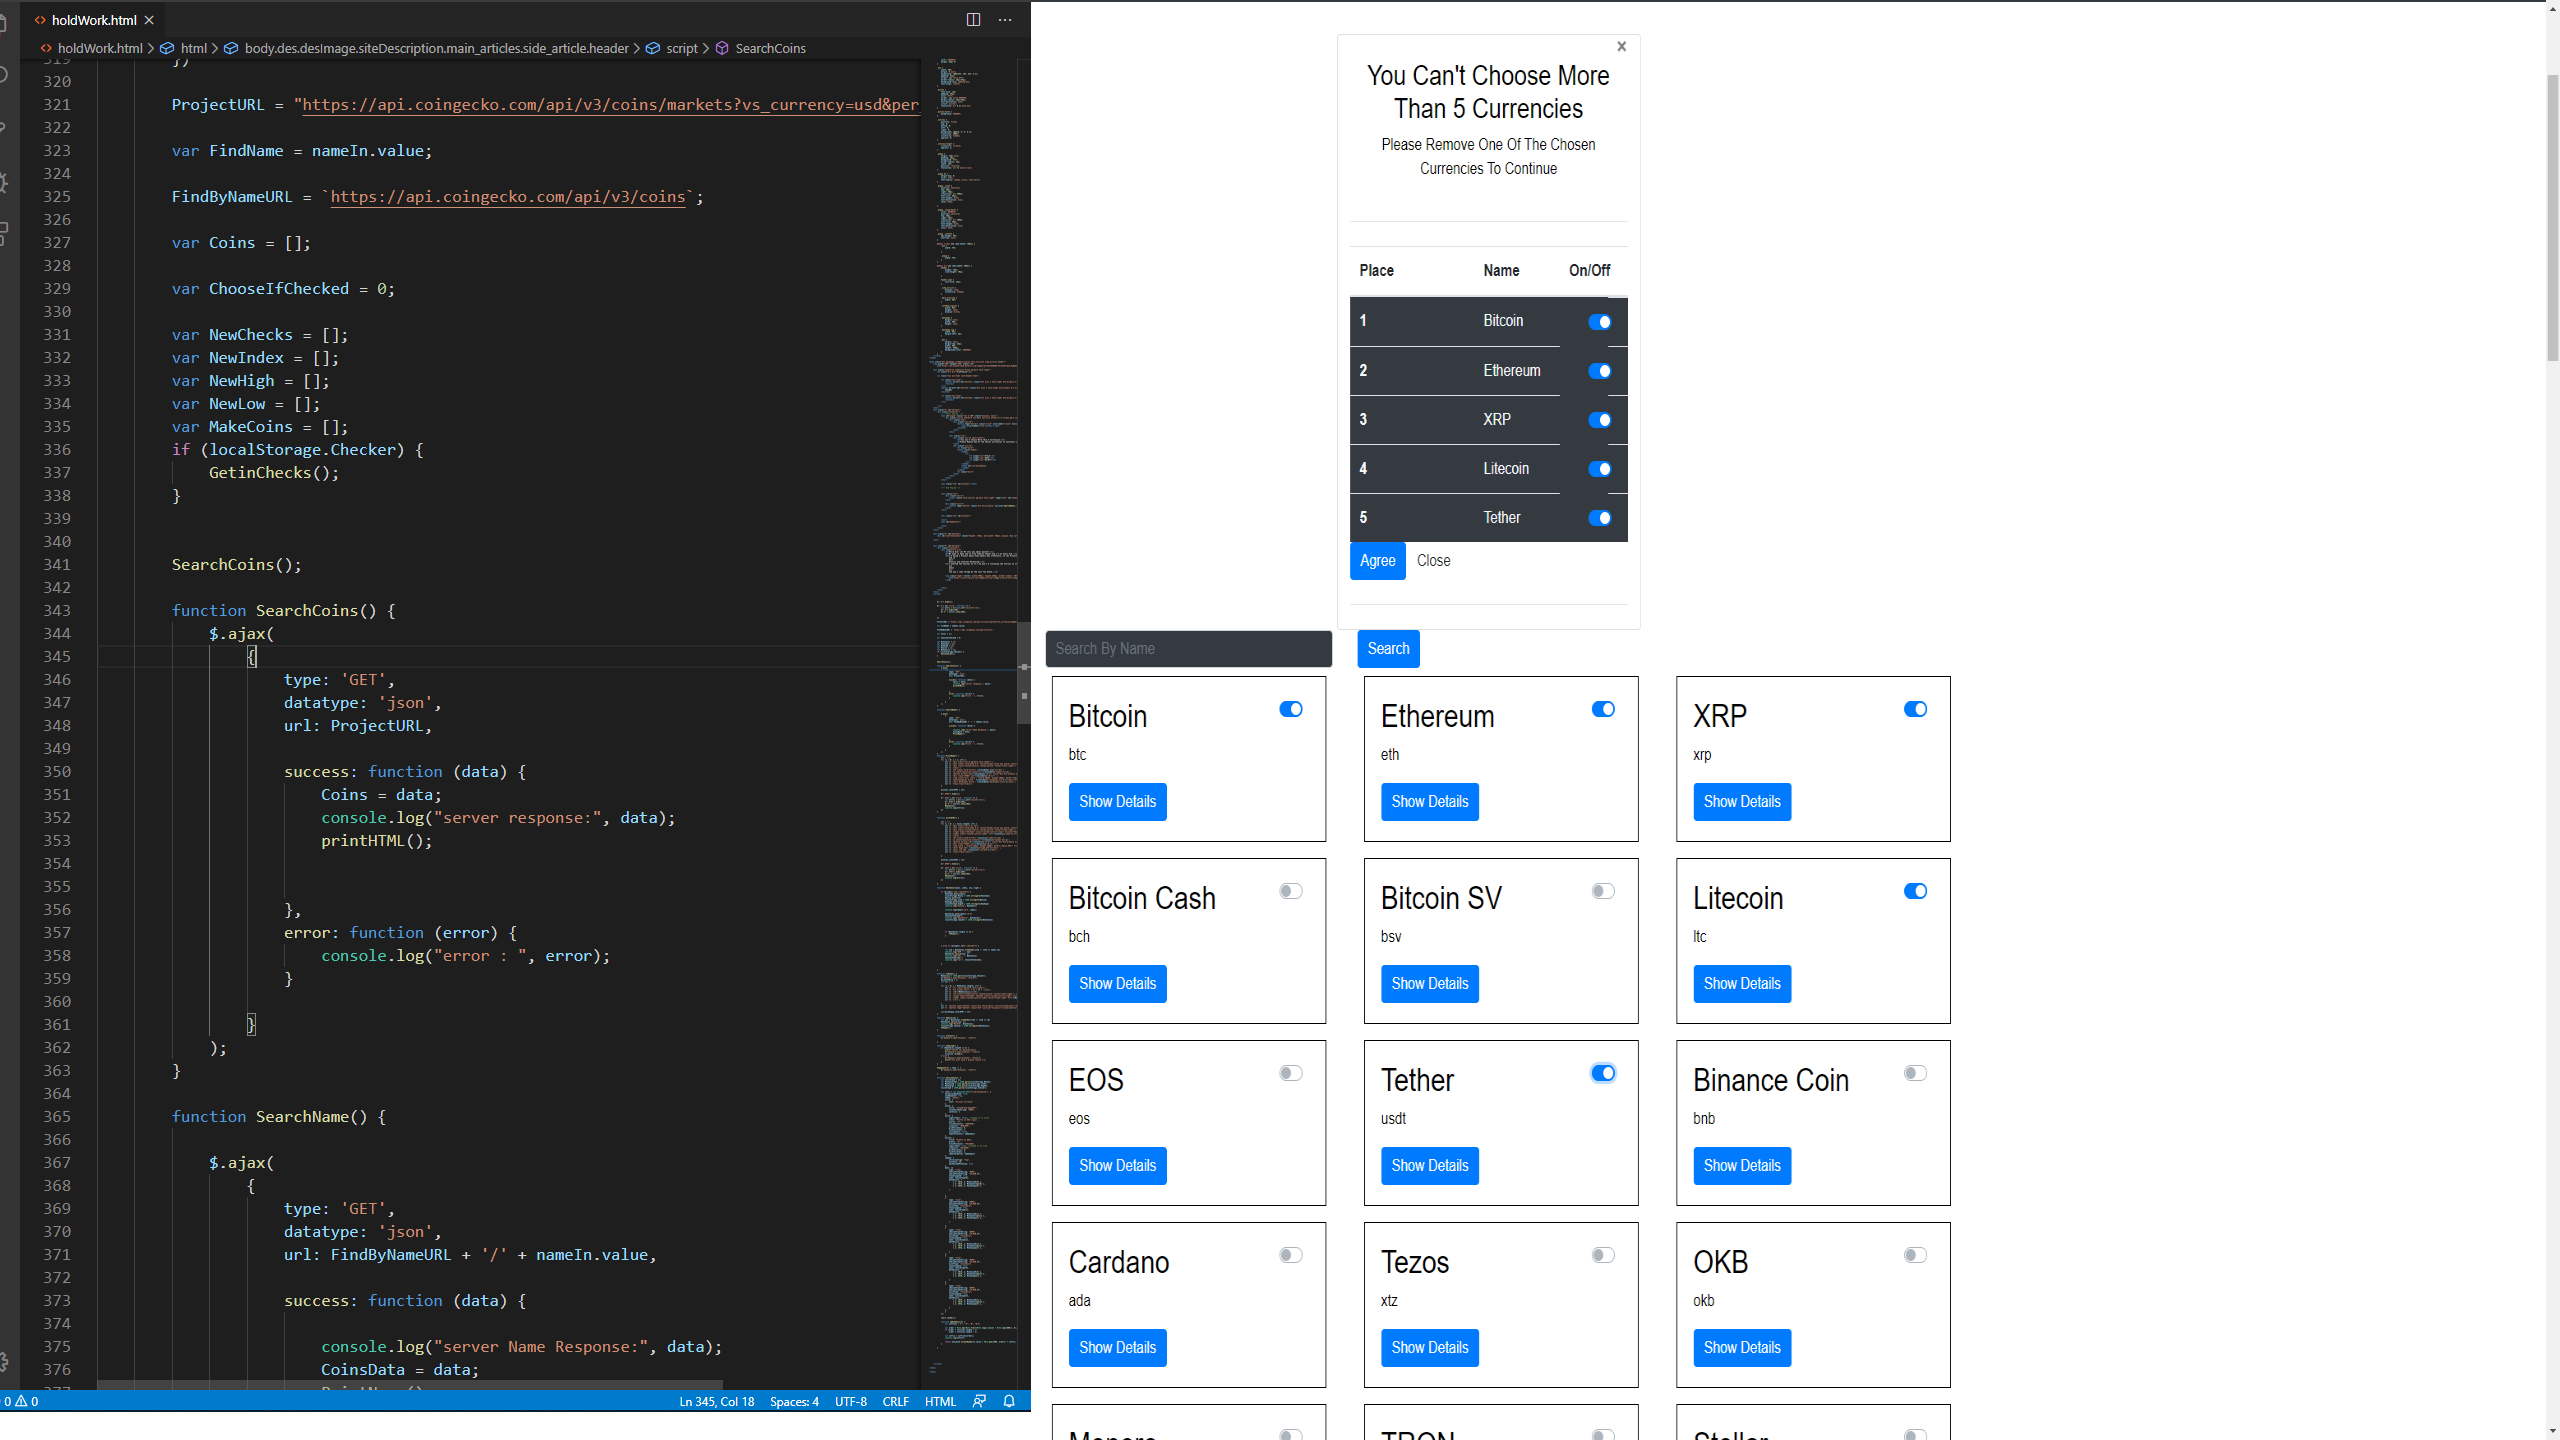 holdWork.html
holdWork.html > html > body.des.desImage.siteDescription.main_articles.side_article.header > script > SearchCoins
319 })
320
321 ProjectURL = "https://api.coingecko.com/api/v3/coins/markets?vs_currency=usd&per_
322
323 var FindName = nameIn.value;
324
325 FindByNameURL = `https://api.coingecko.com/api/v3/coins`;
326
327 var Coins = [];
328
329 var ChooseIfChecked = 0;
330
331 var NewChecks = [];
332 var NewIndex = [];
333 var NewHigh = [];
334 var NewLow = [];
335 var MakeCoins = [];
336 if (localStorage.Checker) {
337 GetinChecks();
338 }
339
340
341 SearchCoins();
342
343 function SearchCoins() {
344 $.ajax(
345 {
346 type: 'GET',
347 datatype: 'json',
348 url: ProjectURL,
349
350 success: function (data) {
351 Coins = data;
352 console.log("server response:", data);
353 printHTML();
354
355
356 },
357 error: function (error) {
358 console.log("error : ", error);
359 }
360
361 }
362 );
363 }
364
365 function SearchName() {
366
367 $.ajax(
368 {
369 type: 'GET',
370 datatype: 'json',
371 url: FindByNameURL + '/' + nameIn.value,
372
373 success: function (data) {
374
375 console.log("server Name Response:", data);
376 CoinsData = data;
377
0 0
Ln 345, Col 18 Spaces: 4 UTF-8 CRLF HTML
×
You Can't Choose More
Than 5 Currencies
Please Remove One Of The Chosen
Currencies To Continue
Place Name On/Off
1 Bitcoin
2 Ethereum
3 XRP
4 Litecoin
5 Tether
Agree Close
Search By Name Search
Bitcoin Ethereum XRP
btc eth xrp
Show Details Show Details Show Details
Bitcoin Cash Bitcoin SV Litecoin
bch bsv ltc
Show Details Show Details Show Details
EOS Tether Binance Coin
eos usdt bnb
Show Details Show Details Show Details
Cardano Tezos OKB
ada xtz okb
Show Details Show Details Show Details
Monero TRON Stellar